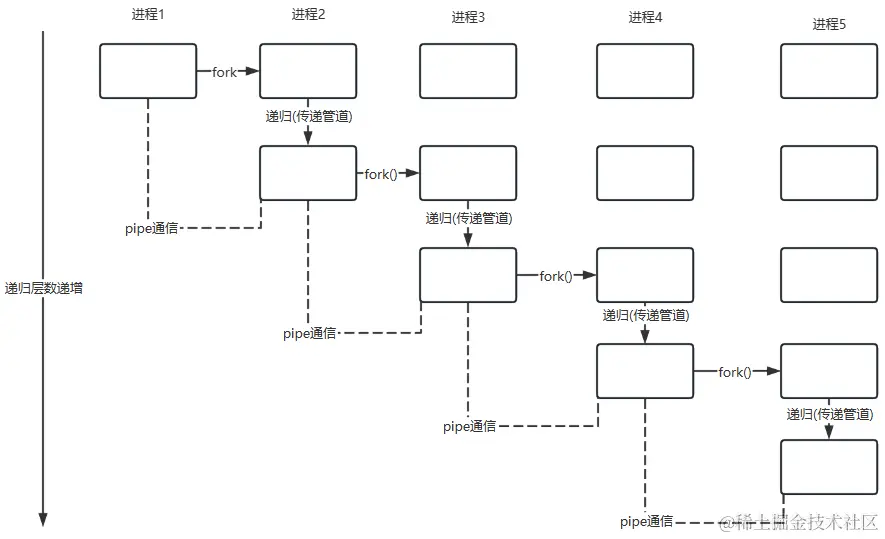 进程1
进程2
进程3
进程4
进程5
fork
递归(传递管道)
fork()
pipe通信
递归(传递管道)
fork()
递归层数递增
pipe通信
递归(传递管道)
fork()
pipe通信
递归(传递管道)
pipe通信
@稀土掘金技术社区